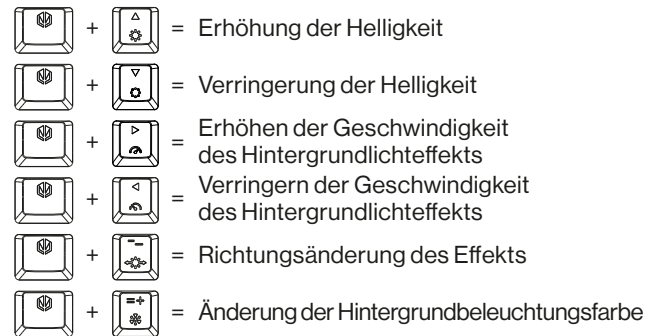 + = Erhöhung der Helligkeit
+ = Verringerung der Helligkeit
+ = Erhöhen der Geschwindigkeit
des Hintergrundlichteffekts
+ = Verringern der Geschwindigkeit
des Hintergrundlichteffekts
+ = Richtungsänderung des Effekts
+ = Änderung der Hintergrundbeleuchtungsfarbe